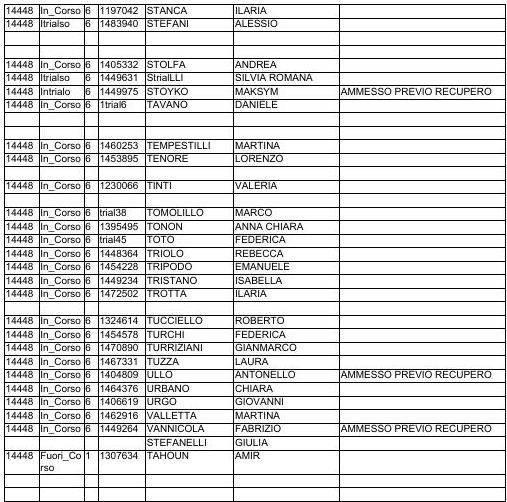 14448 In_Corso 6 1197042 STANCA ILARIA
14448 Itrialso 6 1483940 STEFANI ALESSIO
14448 In_Corso 6 1405332 STOLFA ANDREA
14448 Itrialso 6 1449631 StrialLLI SILVIA ROMANA
14448 Intrialo 6 1449975 STOYKO MAKSYM AMMESSO PREVIO RECUPERO
14448 In_Corso 6 1trial6 TAVANO DANIELE
14448 In_Corso 6 1460253 TEMPESTILLI MARTINA
14448 In_Corso 6 1453895 TENORE LORENZO
14448 In_Corso 6 1230066 TINTI VALERIA
14448 In_Corso 6 trial38 TOMOLILLO MARCO
14448 In_Corso 6 1395495 TONON ANNA CHIARA
14448 In_Corso 6 trial45 TOTO FEDERICA
14448 In_Corso 6 1448364 TRIOLO REBECCA
14448 In_Corso 6 1454228 TRIPODO EMANUELE
14448 In_Corso 6 1449234 TRISTANO ISABELLA
14448 In_Corso 6 1472502 TROTTA ILARIA
14448 In_Corso 6 1324614 TUCCIELLO ROBERTO
14448 In_Corso 6 1454578 TURCHI FEDERICA
14448 In_Corso 6 1470890 TURRIZIANI GIANMARCO
14448 In_Corso 6 1467331 TUZZA LAURA
14448 In_Corso 6 1404809 ULLO ANTONELLO AMMESSO PREVIO RECUPERO
14448 In_Corso 6 1464376 URBANO CHIARA
14448 In_Corso 6 1406619 URGO GIOVANNI
14448 In_Corso 6 1462916 VALLETTA MARTINA
14448 In_Corso 6 1449264 VANNICOLA FABRIZIO AMMESSO PREVIO RECUPERO
STEFANELLI GIULIA
14448 Fuori_Co 1 1307634 TAHOUN AMIR
rso